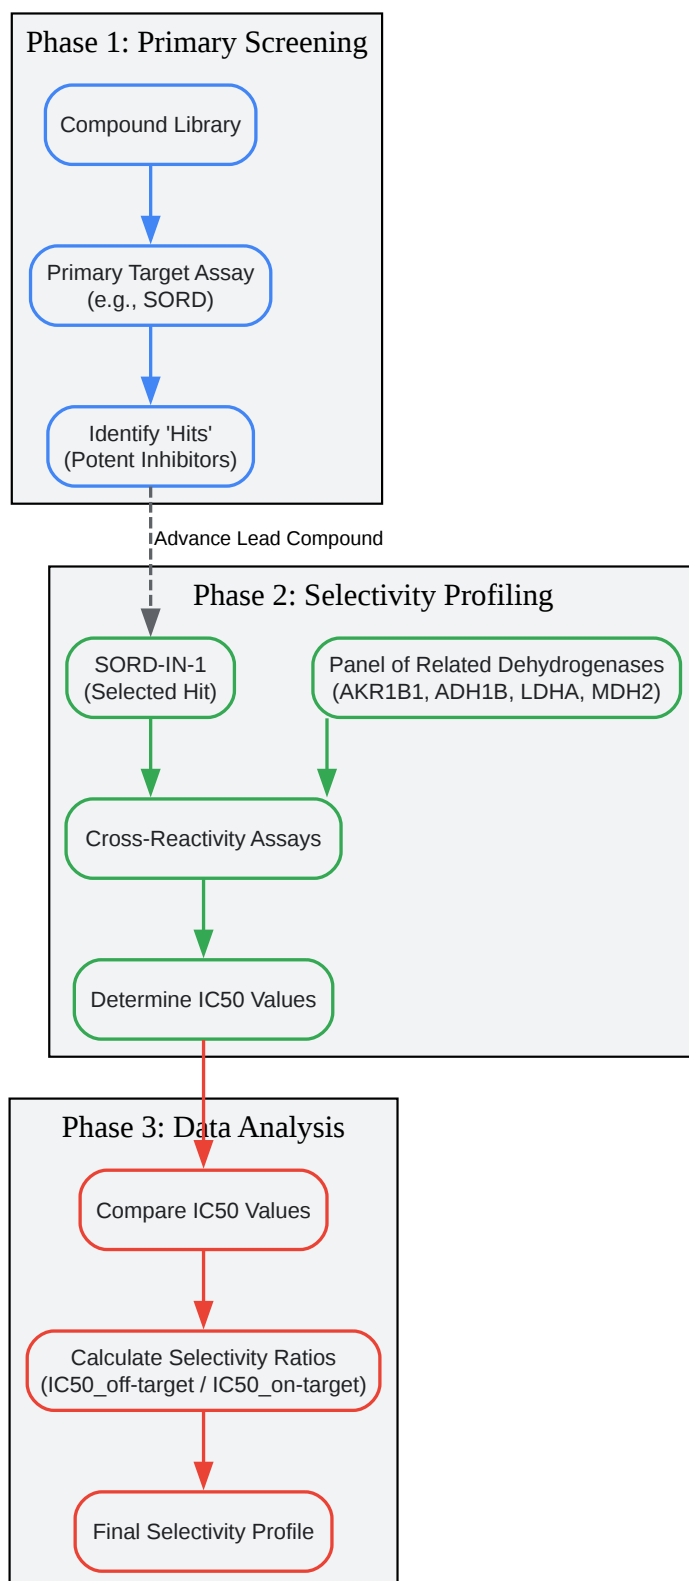 Phase 1: Primary Screening
Compound Library
Primary Target Assay
(e.g., SORD)
Identify 'Hits'
(Potent Inhibitors)
Advance Lead Compound
Phase 2: Selectivity Profiling
SORD-IN-1
(Selected Hit)
Panel of Related Dehydrogenases
(AKR1B1, ADH1B, LDHA, MDH2)
Cross-Reactivity Assays
Determine IC50 Values
Phase 3: Data Analysis
Compare IC50 Values
Calculate Selectivity Ratios
(IC50_off-target / IC50_on-target)
Final Selectivity Profile